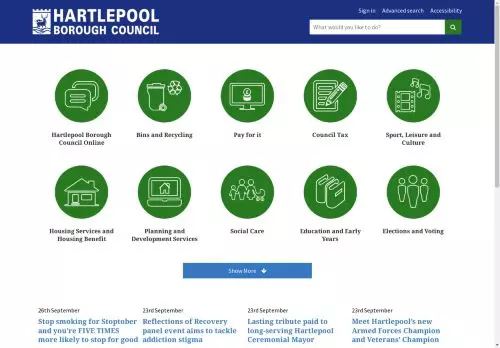 HARTLEPOOL
BOROUGH COUNCIL
Sign in Advanced search Accessibility
What would you like to do?
Hartlepool Borough
Council Online
Bins and Recycling
Pay for it
Council Tax
Sport, Leisure and
Culture
Housing Services and
Housing Benefit
Planning and
Development Services
Social Care
Education and Early
Years
Elections and Voting
Show More
26th September
Stop smoking for Stoptober
and you're FIVE TIMES
more likely to stop for good
23rd September
Reflections of Recovery
panel event aims to tackle
addiction stigma
23rd September
Lasting tribute paid to
long-serving Hartlepool
Ceremonial Mayor
23rd September
Meet Hartlepool's new
Armed Forces Champion
and Veterans' Champion